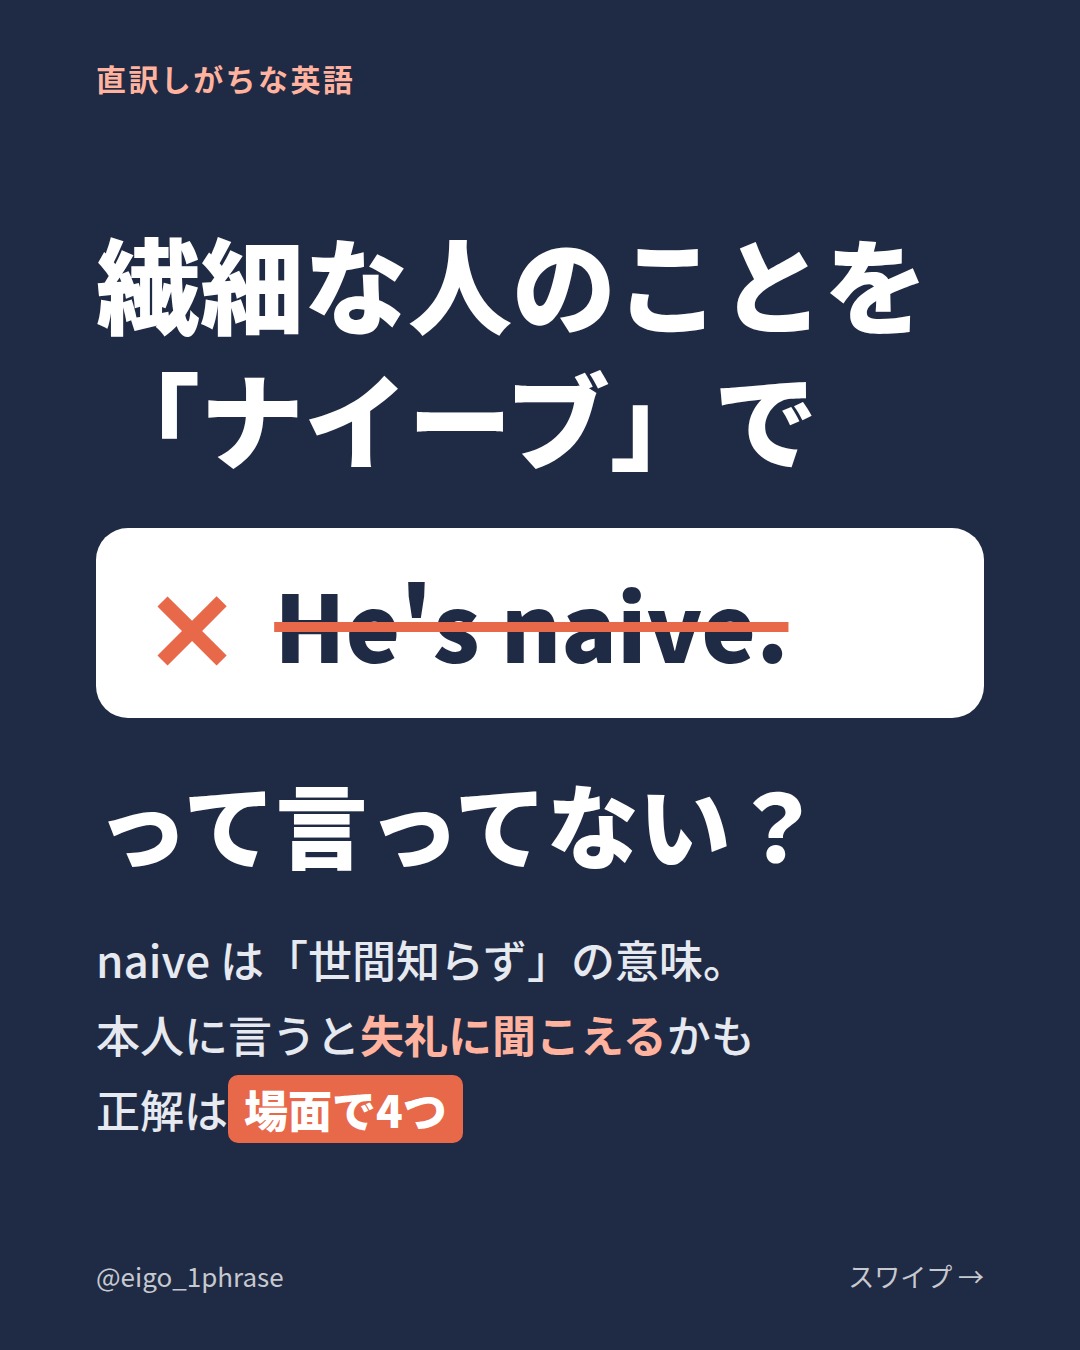 直訳しがちな英語
繊細な人のことを
「ナイーブ」で
× He's naive.
って言ってない？
naive は「世間知らず」の意味。
本人に言うと失礼に聞こえるかも
正解は場面で4つ
@eigo_1phrase
スワイプ →